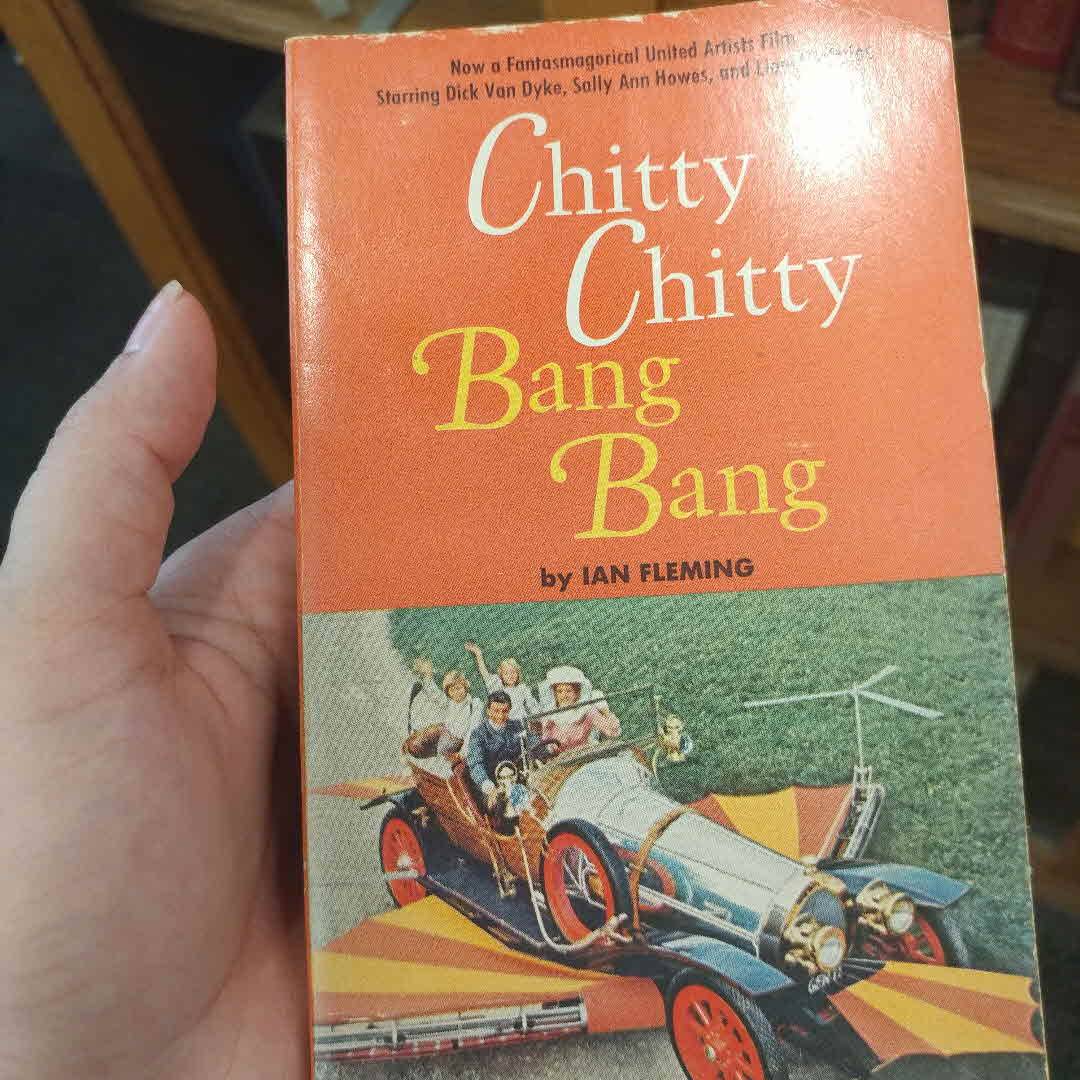 Now a Fantasmagorical United Artists Film
Starring Dick Van Dyke, Sally Ann Howes, and
Chitty
Chitty
Bang
Bang
by IAN FLEMING